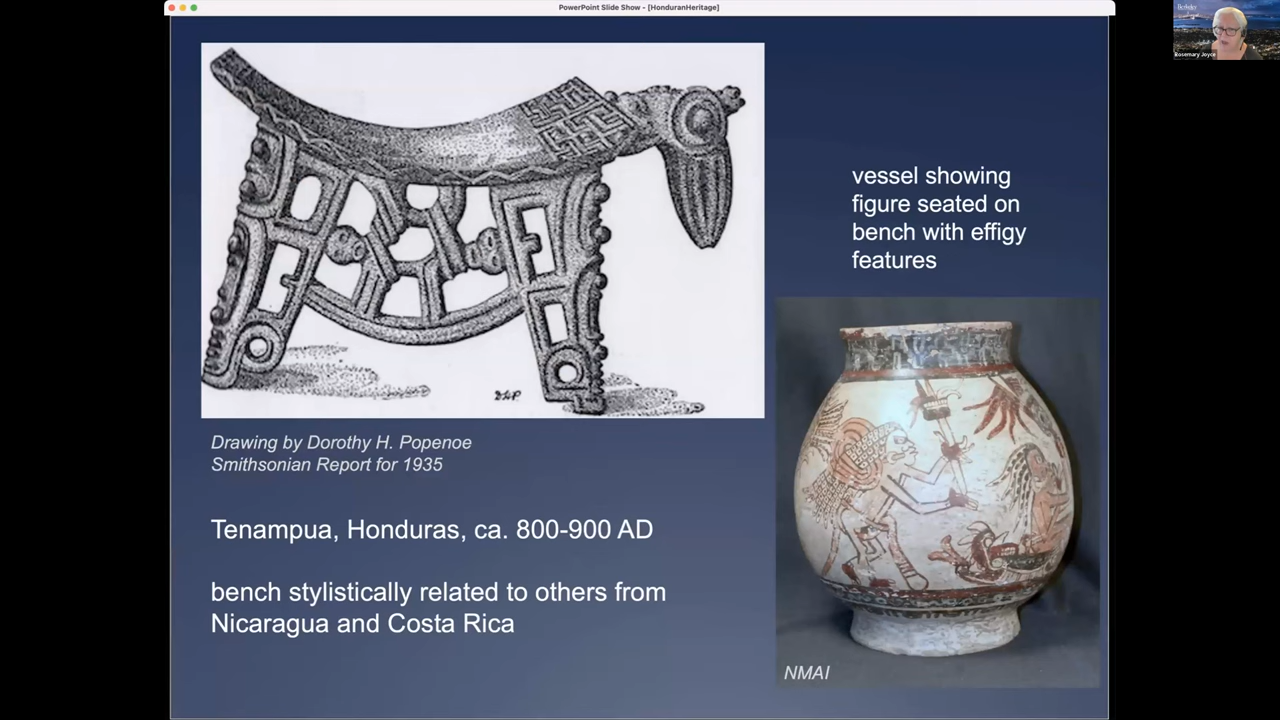 PowerPoint Slide Show - [HonduranHeritage]
Berkeley
Rosemary Joyce
vessel showing
figure seated on
bench with effigy
features
DHP
Drawing by Dorothy H. Popenoe
Smithsonian Report for 1935
Tenampua, Honduras, ca. 800-900 AD
bench stylistically related to others from
Nicaragua and Costa Rica
NMAI